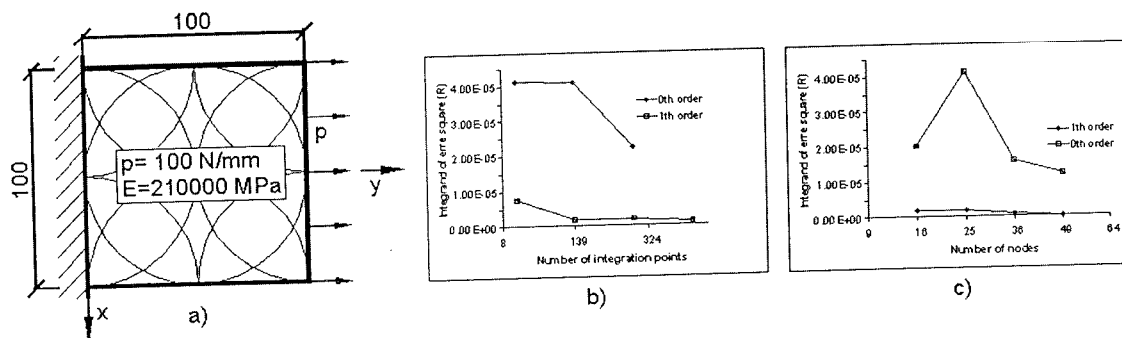 100
100
p
p= 100 N/mm
E=210000 MPa
y
x
a)
Integrand of erre square [R]
4.00E-05
3.00E-05
2.00E-05
1.00E-05
0.00E+00
8
139
324
0th order
1th order
Number of integration points
b)
Integrand of erre square [R]
4.00E-05
3.00E-05
2.00E-05
1.00E-05
0.00E+00
9
16
25
36
49
64
1th order
0th order
Number of nodes
c)